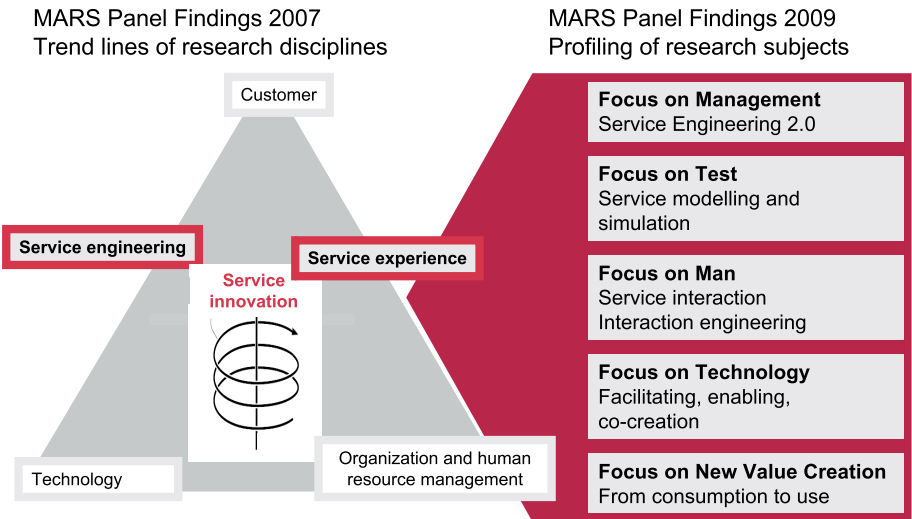 MARS Panel Findings 2007
Trend lines of research disciplines
Customer
Service engineering
Service experience
Service
innovation
Technology
Organization and human
resource management
MARS Panel Findings 2009
Profiling of research subjects
Focus on Management
Service Engineering 2.0
Focus on Test
Service modelling and
simulation
Focus on Man
Service interaction
Interaction engineering
Focus on Technology
Facilitating, enabling,
co-creation
Focus on New Value Creation
From consumption to use